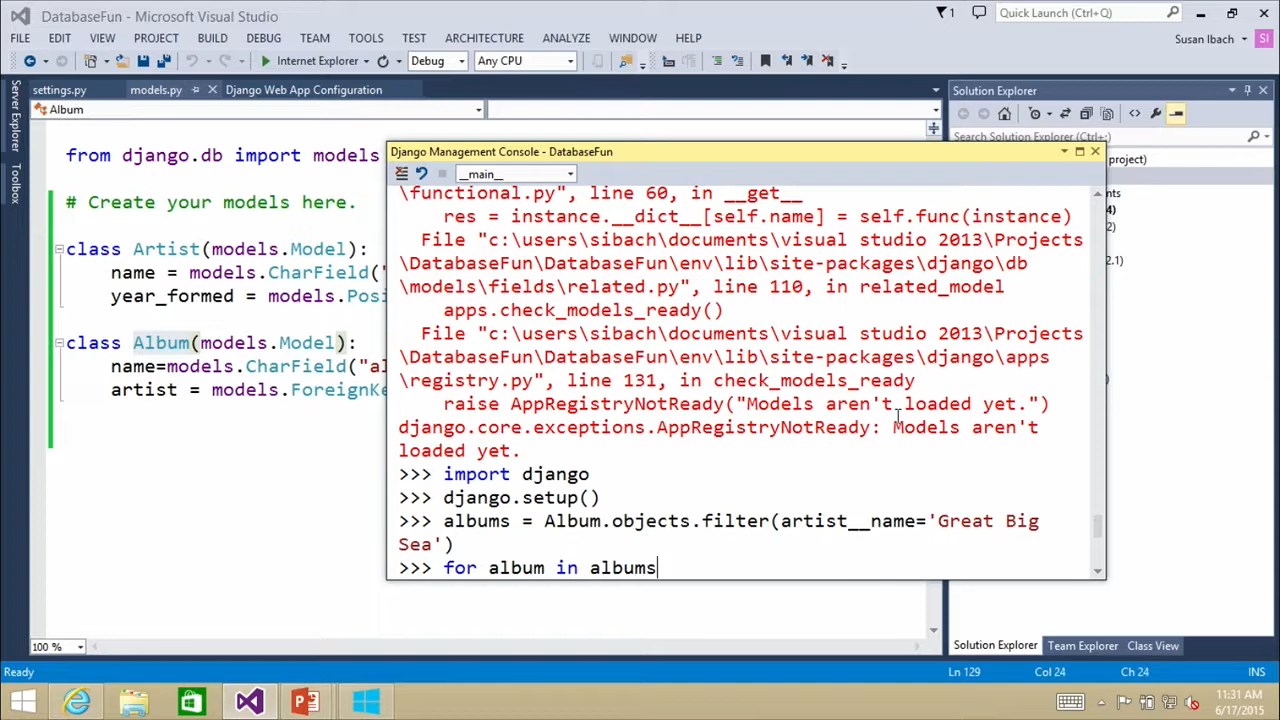 DatabaseFun - Microsoft Visual Studio
1
Quick Launch (Ctrl+Q)
FILE EDIT VIEW PROJECT BUILD DEBUG TEAM TOOLS TEST ARCHITECTURE ANALYZE WINDOW HELP
Susan Ibach
SI
Internet Explorer
Debug
Any CPU
Server Explorer
Toolbox
settings.py
models.py
Django Web App Configuration
Album
from django.db import models
# Create your models here.
class Artist(models.Model):
name = models.CharField("
year_formed = models.Posi
class Album(models.Model):
name=models.CharField("al
artist = models.ForeignKe
100 %
Django Management Console - DatabaseFun
__main__
\functional.py", line 60, in __get__
res = instance.__dict__[self.name] = self.func(instance)
File "c:\users\sibach\documents\visual studio 2013\Projects
\DatabaseFun\DatabaseFun\env\lib\site-packages\django\db
\models\fields\related.py", line 110, in related_model
apps.check_models_ready()
File "c:\users\sibach\documents\visual studio 2013\Projects
\DatabaseFun\DatabaseFun\env\lib\site-packages\django\apps
\registry.py", line 131, in check_models_ready
raise AppRegistryNotReady("Models aren't loaded yet.")
django.core.exceptions.AppRegistryNotReady: Models aren't
loaded yet.
>>> import django
>>> django.setup()
>>> albums = Album.objects.filter(artist__name='Great Big
Sea')
>>> for album in albums
Solution Explorer
Search Solution Explorer (Ctrl+;)
project)
Solution Explorer Team Explorer Class View
Ready
Ln 129
Col 24
Ch 24
INS
11:31 AM
6/17/2015